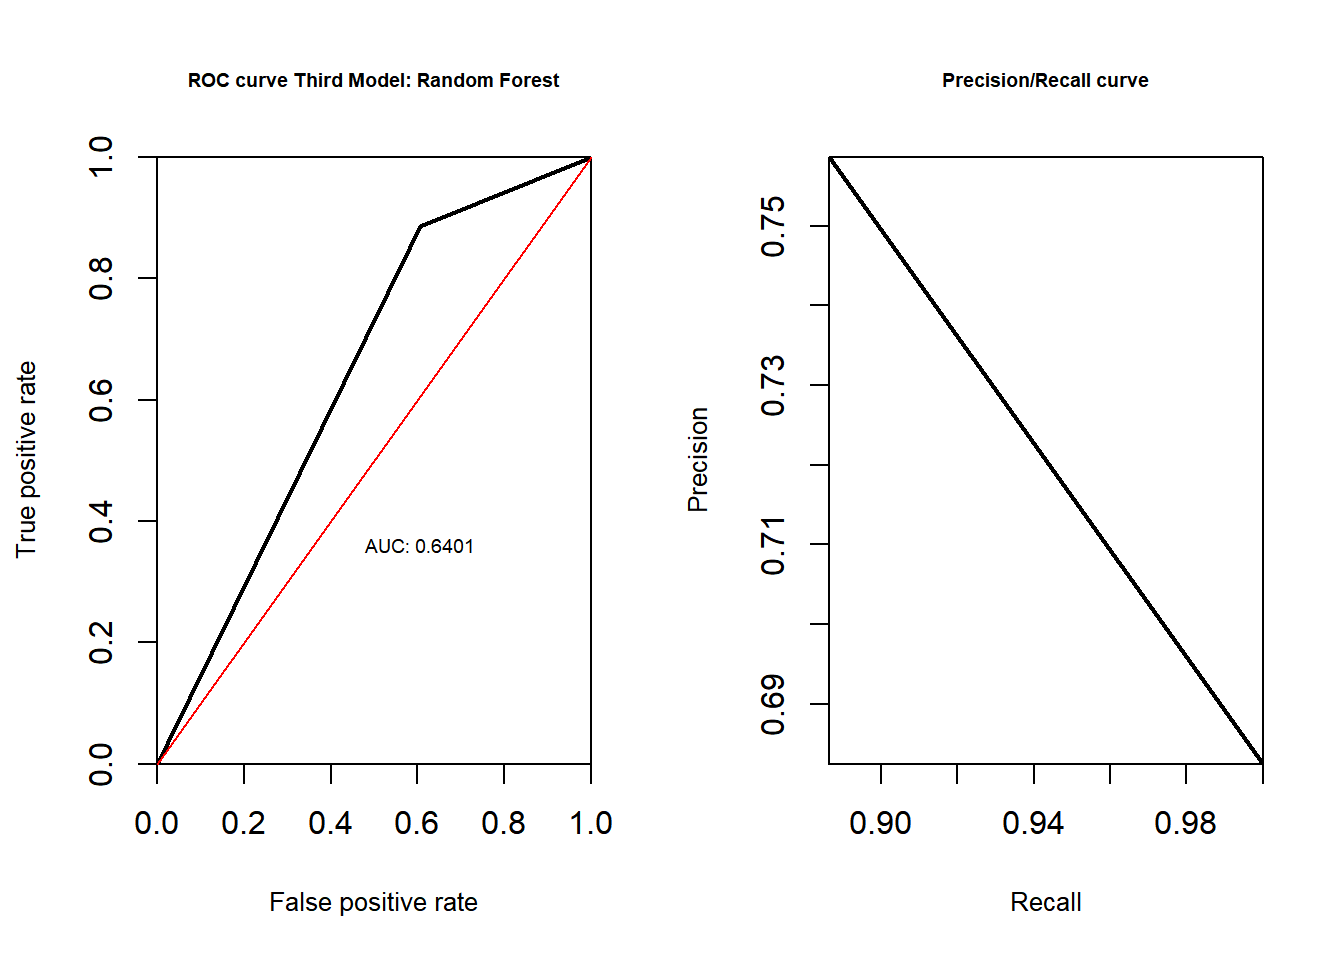 ROC curve Third Model: Random Forest
True positive rate
1.0
0.8
0.6
0.4
0.2
0.0
AUC: 0.6401
0.0 0.2 0.4 0.6 0.8 1.0
False positive rate
Precision/Recall curve
Precision
0.75
0.73
0.71
0.69
0.90 0.94 0.98
Recall